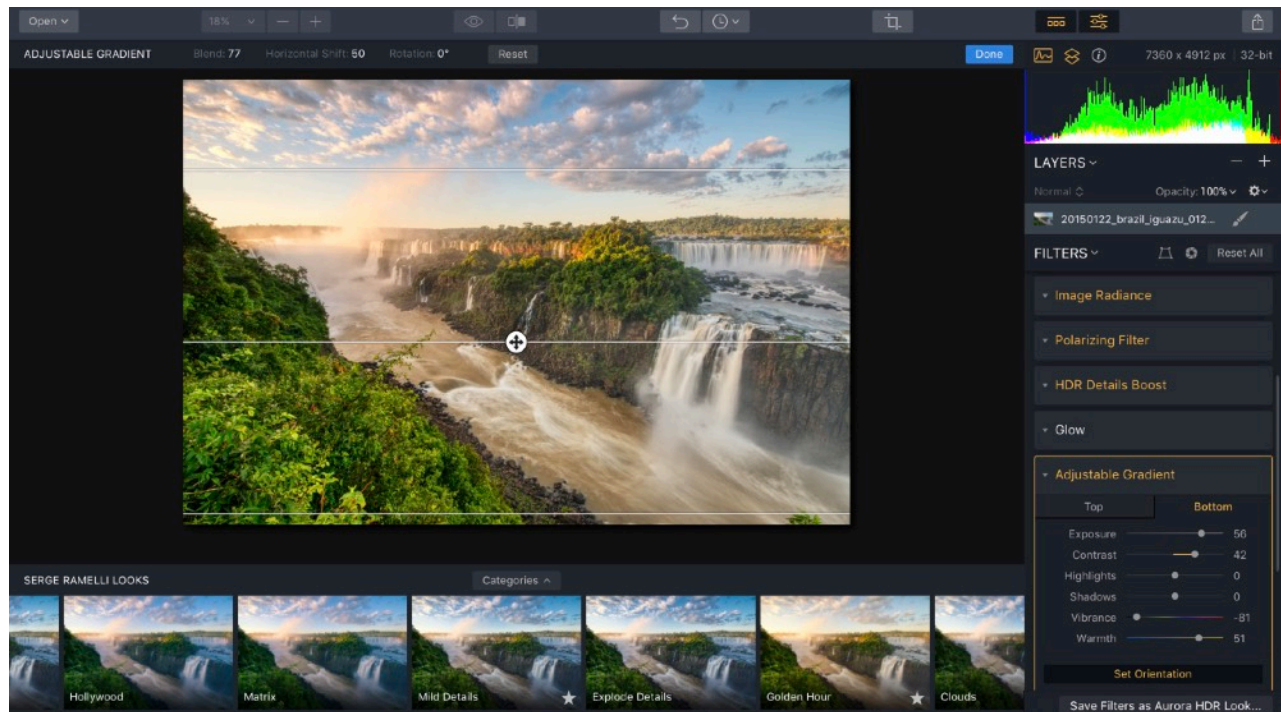 Open
18%
ADJUSTABLE GRADIENT Blend: 77 Horizontal Shift: 50 Rotation: 0° Reset Done
7360 x 4912 px 32-bit
LAYERS
Normal Opacity: 100%
20150122_brazil_iguazu_012...
FILTERS Reset All
Image Radiance
Polarizing Filter
HDR Details Boost
Glow
Adjustable Gradient
Top Bottom
Exposure 56
Contrast 42
Highlights 0
Shadows 0
Vibrance -81
Warmth 51
Set Orientation
Save Filters as Aurora HDR Look...
SERGE RAMELLI LOOKS Categories
Hollywood Matrix Mild Details Explode Details Golden Hour Clouds